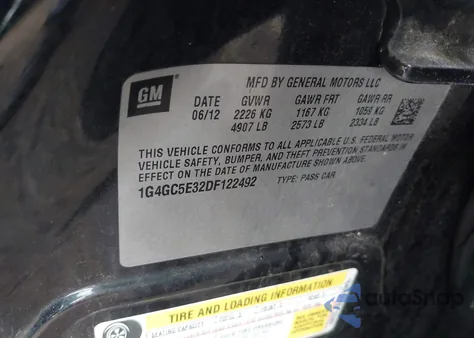 GM
MFD BY GENERAL MOTORS LLC
DATE GVWR GAWR FRT GAWR RR
06/12 2226 KG 1167 KG 1059 KG
4907 LB 2573 LB 2334 LB
THIS VEHICLE CONFORMS TO ALL APPLICABLE U.S. FEDERAL MOTOR
VEHICLE SAFETY, BUMPER, AND THEFT PREVENTION STANDARDS IN
EFFECT ON THE DATE OF MANUFACTURE SHOWN ABOVE.
1G4GC5E32DF122492 TYPE: PASS CAR
TIRE AND LOADING INFORMATION
SEATING CAPACITY
AutoSnap